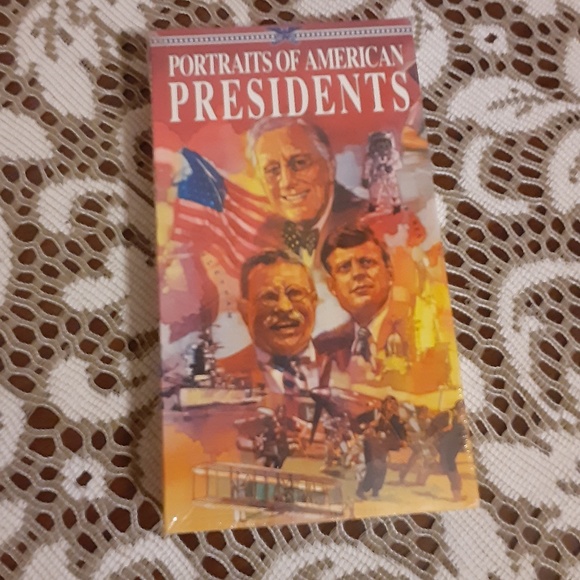 PORTRAITS OF AMERICAN
PRESIDENTS